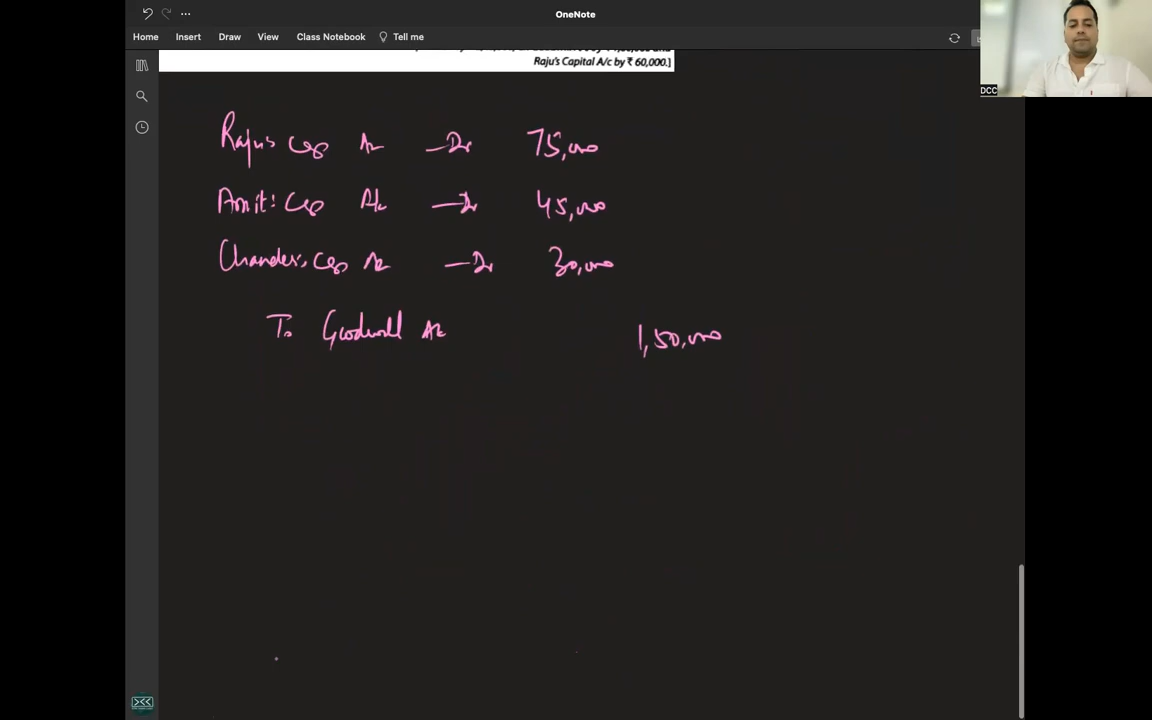 OneNote
Home Insert Draw View Class Notebook Tell me
Raju's Capital A/c by ₹ 60,000.]
DCC
Raju's Cap A/c —Dr 75,000
Amit's Cap A/c —Dr 45,000
Chander's Cap A/c —Dr 30,000
To Goodwill A/c 1,50,000